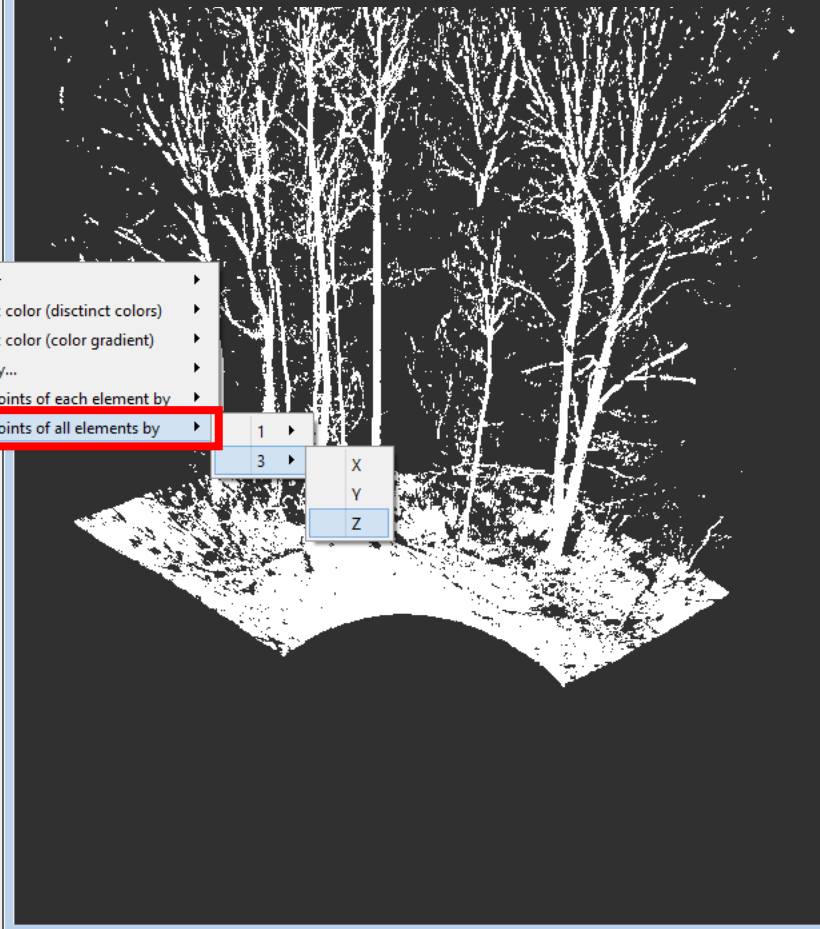 color (disctinct colors)
color (color gradient)
y...
oints of each element by
oints of all elements by
1
3
X
Y
Z